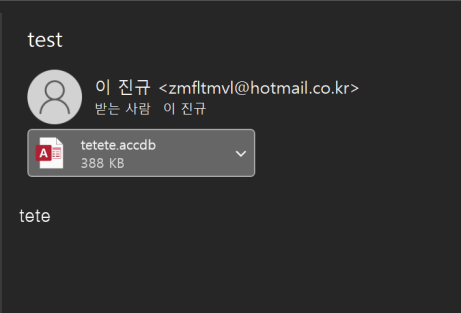 test
이 진규 <zmfltmvl@hotmail.co.kr>
받는 사람 이 진규
tetete.accdb
388 KB
tete